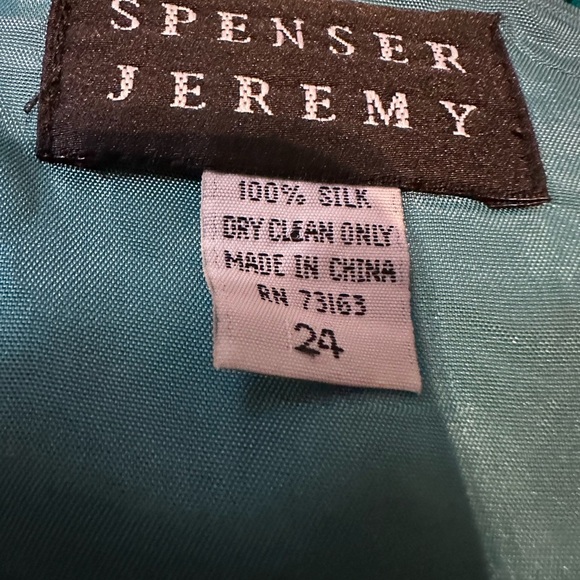 SPENSER
JEREMY
100% SILK
DRY CLEAN ONLY
MADE IN CHINA
RN 73163
24